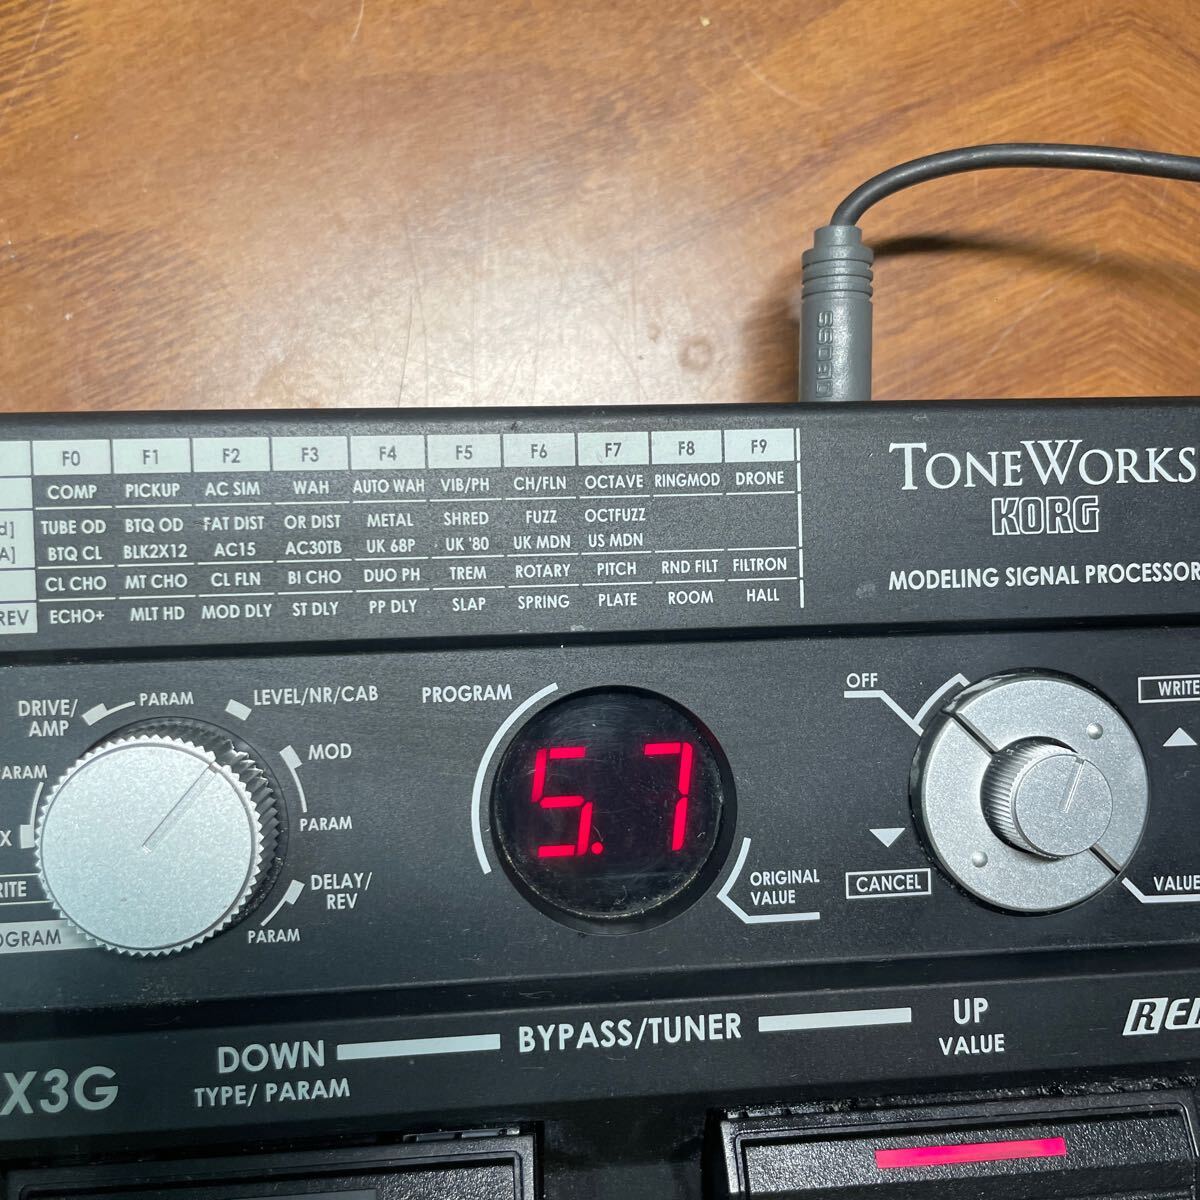 BOSS
F0 F1 F2 F3 F4 F5 F6 F7 F8 F9
COMP PICKUP AC SIM WAH AUTO WAH VIB/PH CH/FLN OCTAVE RINGMOD DRONE
d] TUBE OD BTQ OD FAT DIST OR DIST METAL SHRED FUZZ OCTFUZZ
A] BTQ CL BLK2X12 AC15 AC30TB UK 68P UK '80 UK MDN US MDN
CL CHO MT CHO CL FLN BI CHO DUO PH TREM ROTARY PITCH RND FILT FILTRON
REV ECHO+ MLT HD MOD DLY ST DLY PP DLY SLAP SPRING PLATE ROOM HALL
TONEWORKS
KORG
MODELING SIGNAL PROCESSOR
DRIVE/
AMP
PARAM
LEVEL/NR/CAB
MOD
PARAM
DELAY/
REV
PARAM
ARAM
X
RITE
OGRAM
PROGRAM
5.7
ORIGINAL
VALUE
OFF
WRITE
CANCEL
VALUE
X3G
DOWN
TYPE/ PARAM
BYPASS/TUNER
UP
VALUE
REM